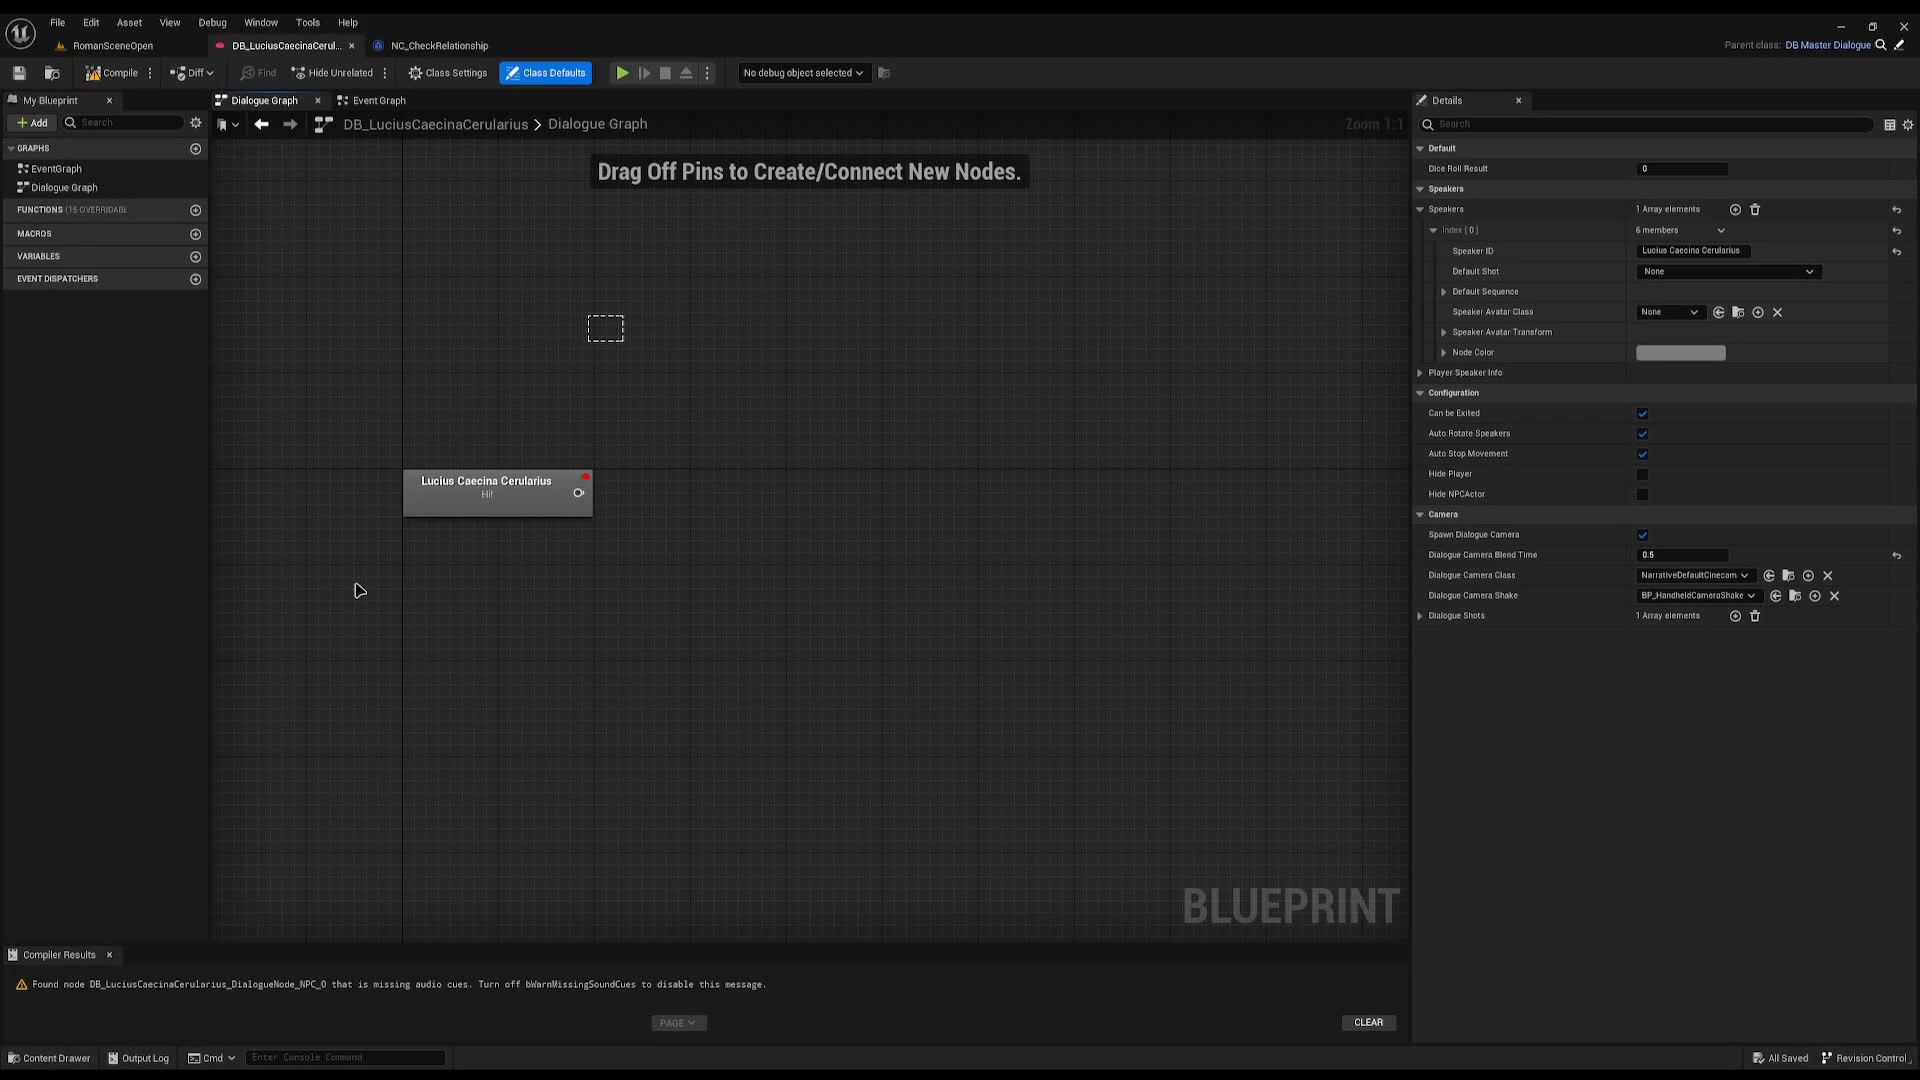 File Edit Asset View Debug Window Tools Help
RomanSceneOpen DB_LuciusCaecinaCerul... NC_CheckRelationship
Parent class: DB Master Dialogue
Compile Diff Find Hide Unrelated Class Settings Class Defaults No debug object selected
My Blueprint
Add Search
GRAPHS
EventGraph
Dialogue Graph
FUNCTIONS (15 OVERRIDABL
MACROS
VARIABLES
EVENT DISPATCHERS
Dialogue Graph Event Graph
DB_LuciusCaecinaCerularius > Dialogue Graph Zoom 1:1
Drag Off Pins to Create/Connect New Nodes.
Lucius Caecina Cerularius
Hi!
BLUEPRINT
Details
Search
Default
Dice Roll Result 0
Speakers
Speakers 1 Array elements
Index [ 0 ] 6 members
Speaker ID Lucius Caecina Cerularius
Default Shot None
Default Sequence
Speaker Avatar Class None
Speaker Avatar Transform
Node Color
Player Speaker Info
Configuration
Can be Exited
Auto Rotate Speakers
Auto Stop Movement
Hide Player
Hide NPCActor
Camera
Spawn Dialogue Camera
Dialogue Camera Blend Time 0.5
Dialogue Camera Class NarrativeDefaultCinecam
Dialogue Camera Shake BP_HandheldCameraShake
Dialogue Shots 1 Array elements
Compiler Results
Found node DB_LuciusCaecinaCerularius_DialogueNode_NPC_0 that is missing audio cues. Turn off bWarnMissingSoundCues to disable this message.
PAGE CLEAR
Content Drawer Output Log Cmd Enter Console Command All Saved Revision Control